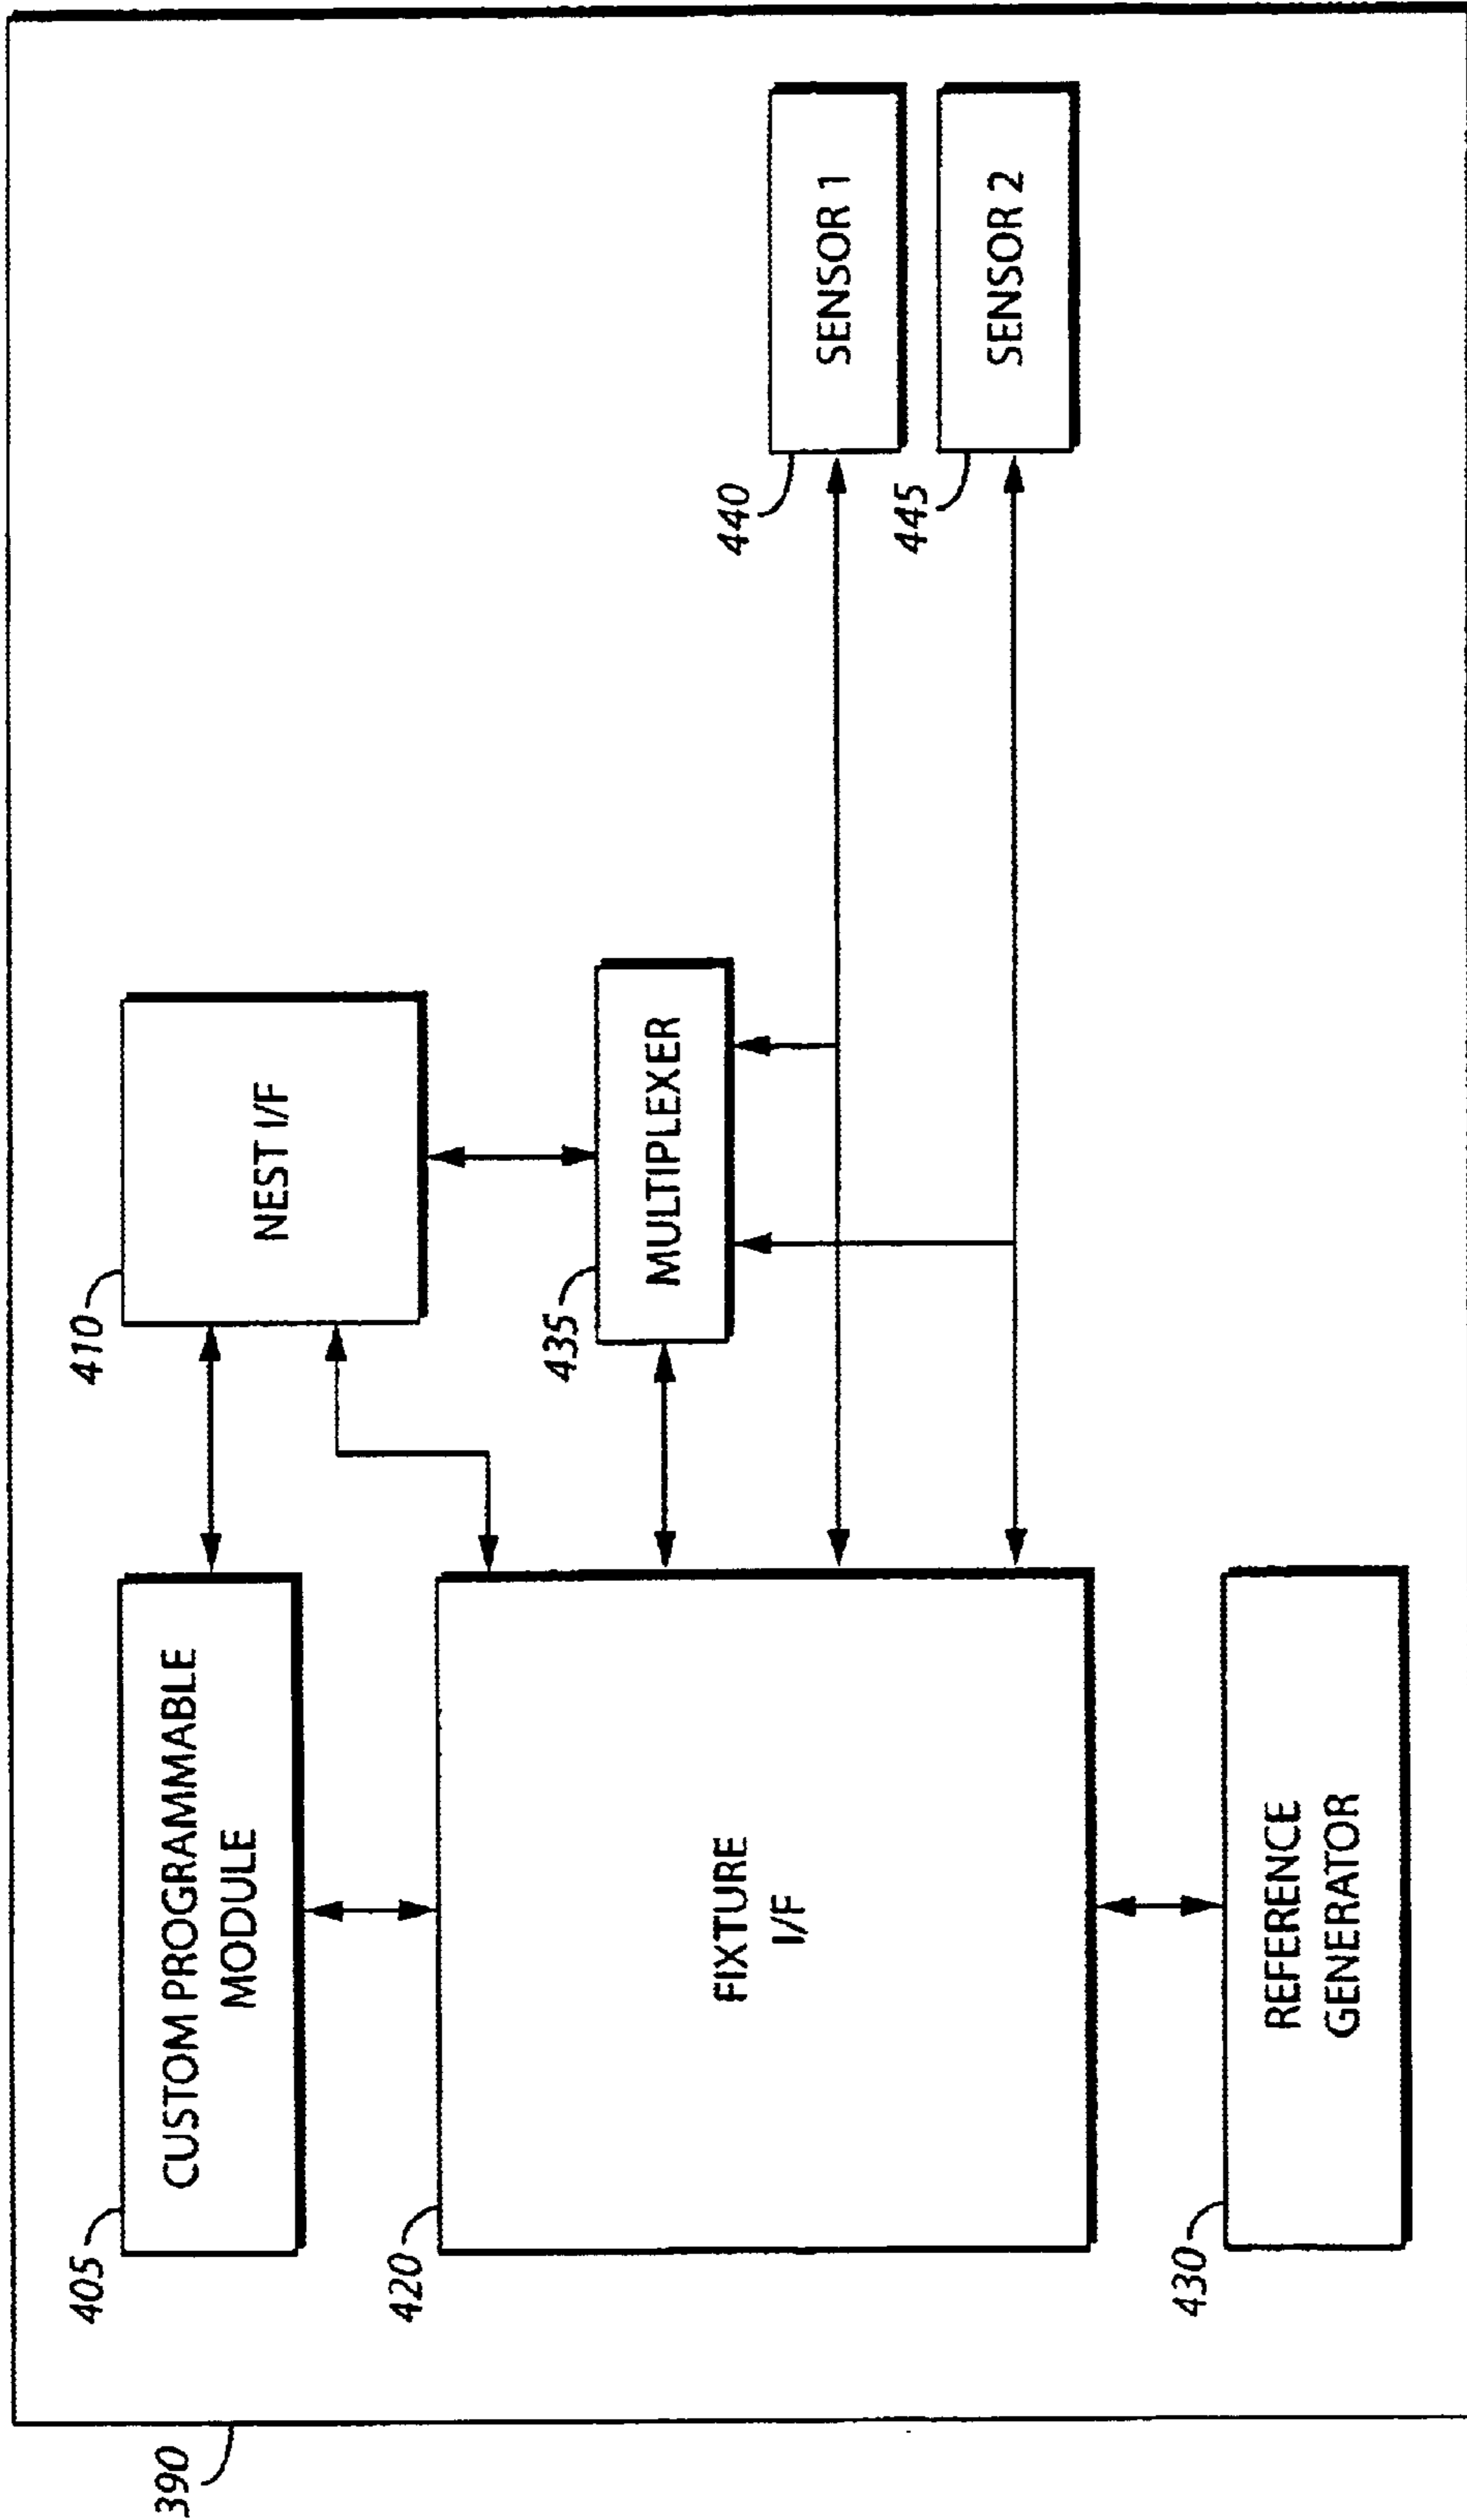 390
405
CUSTOM PROGRAMMABLE
MODULE
410
NEST I/F
420
FIXTURE
I/F
435
MULTIPLEXER
440
SENSOR 1
445
SENSOR 2
430
REFERENCE
GENERATOR